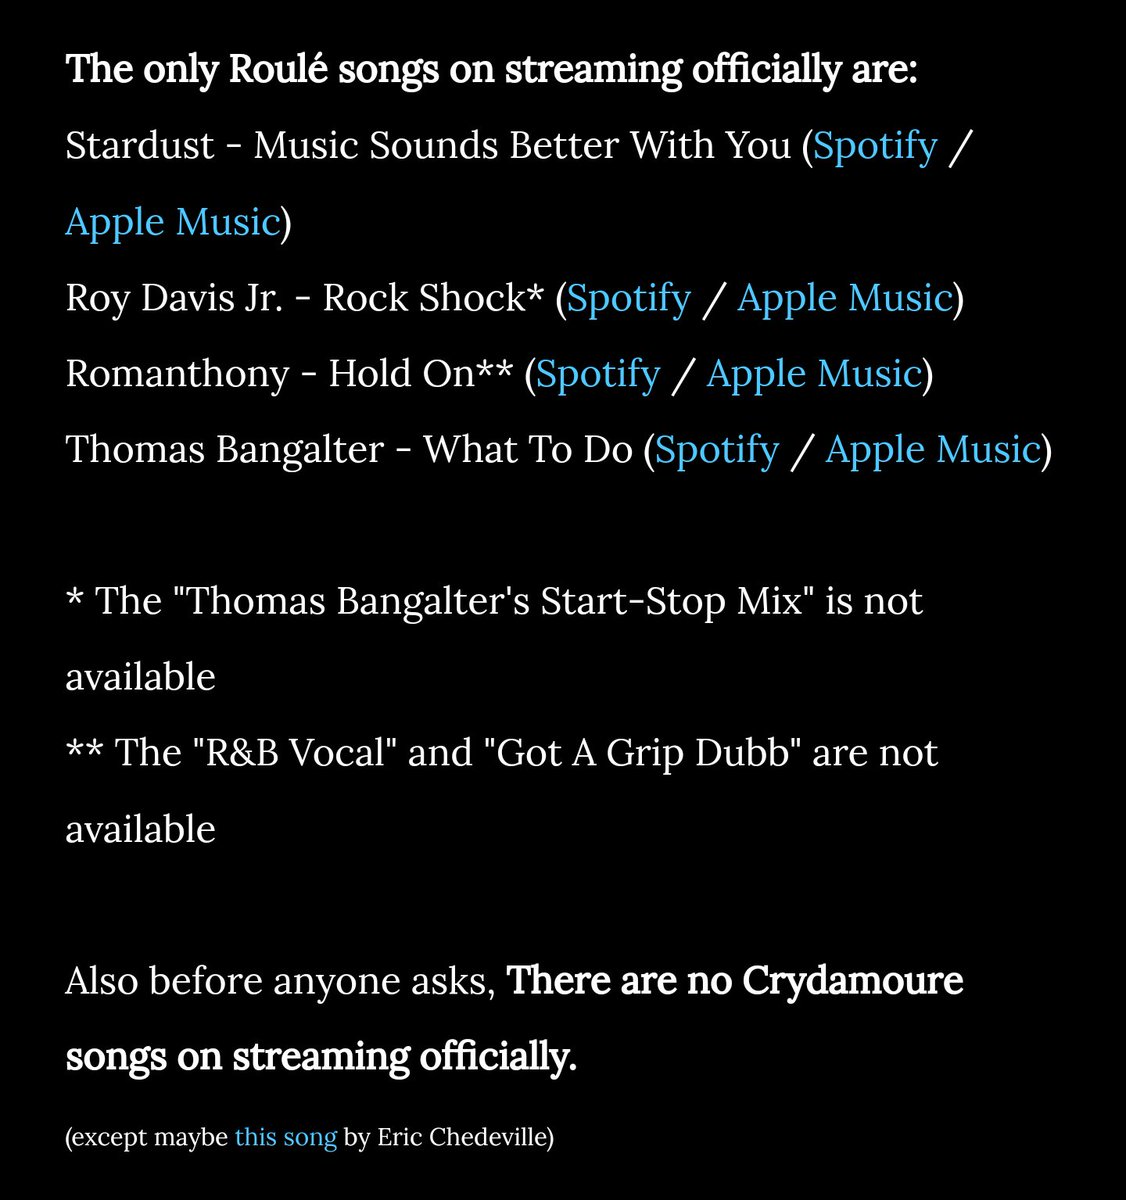 The only Roulé songs on streaming officially are:
Stardust - Music Sounds Better With You (Spotify /
Apple Music)
Roy Davis Jr. - Rock Shock* (Spotify / Apple Music)
Romanthony - Hold On** (Spotify / Apple Music)
Thomas Bangalter - What To Do (Spotify / Apple Music)
* The "Thomas Bangalter's Start-Stop Mix" is not
available
** The "R&B Vocal" and "Got A Grip Dubb" are not
available
Also before anyone asks, There are no Crydamoure
songs on streaming officially.
(except maybe this song by Eric Chedeville)